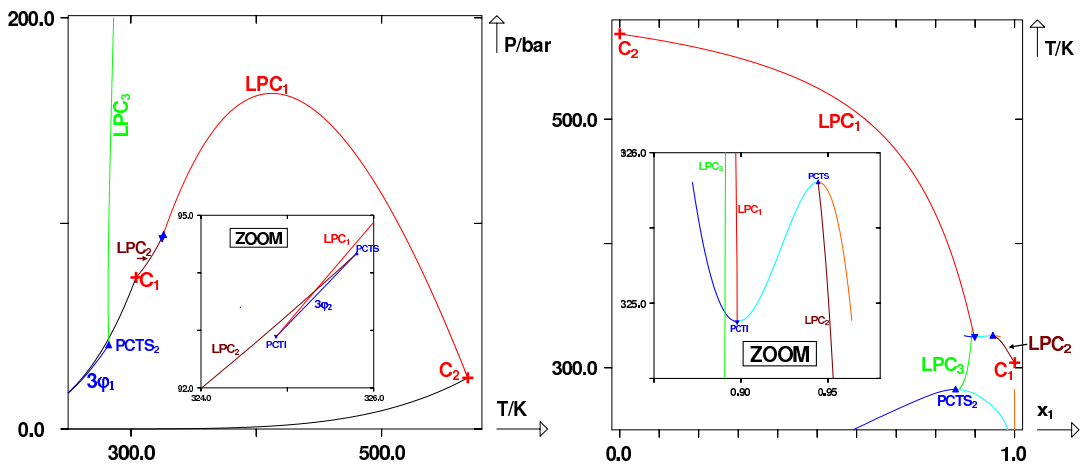 200.0
P/bar
LPC₁
LPC₃
95.0
ZOOM
LPC₁
PCTS
LPC₂
C₁
3φ₂
PCTI
LPC₂
92.0
324.0
326.0
PCTS₂
3φ₁
C₂
T/K
0.0
300.0
500.0
T/K
C₂
LPC₁
500.0
326.0
LPC₃
PCTS
LPC₁
325.0
PCTI
LPC₂
ZOOM
0.90
0.95
LPC₂
300.0
LPC₃
C₁
PCTS₂
x₁
0.0
1.0